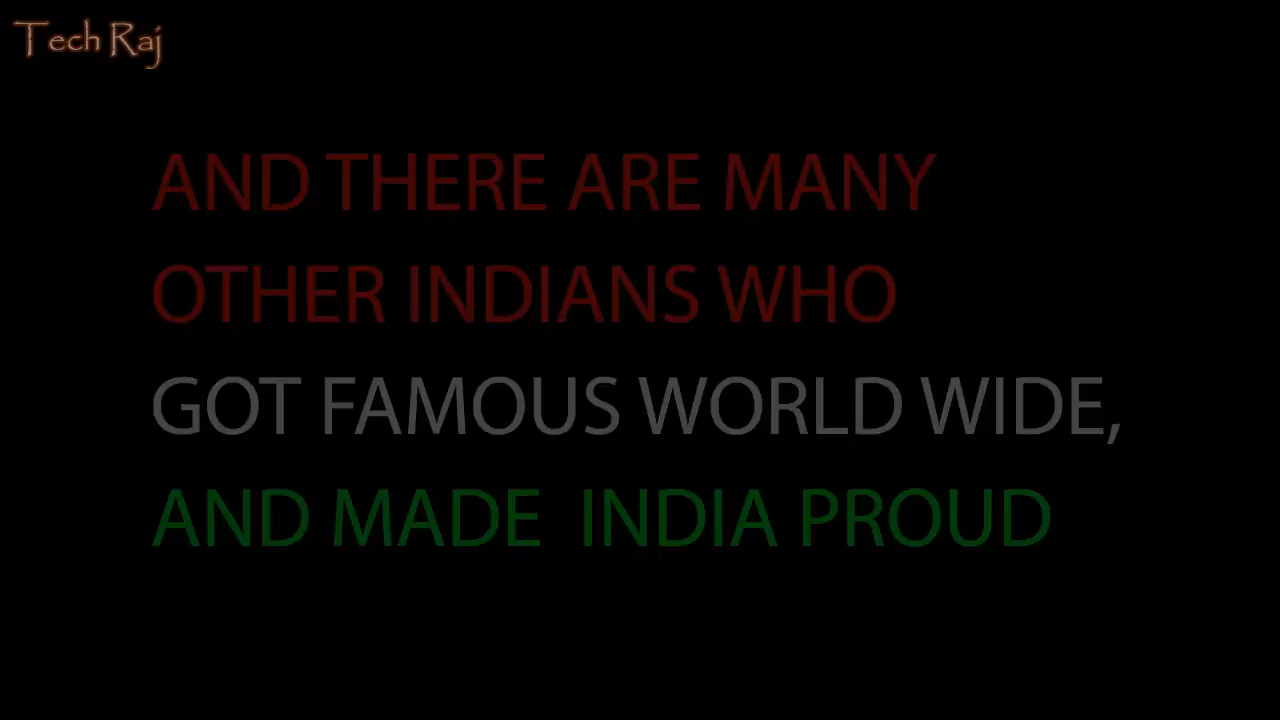 Tech Raj
AND THERE ARE MANY
OTHER INDIANS WHO
GOT FAMOUS WORLD WIDE,
AND MADE  INDIA PROUD